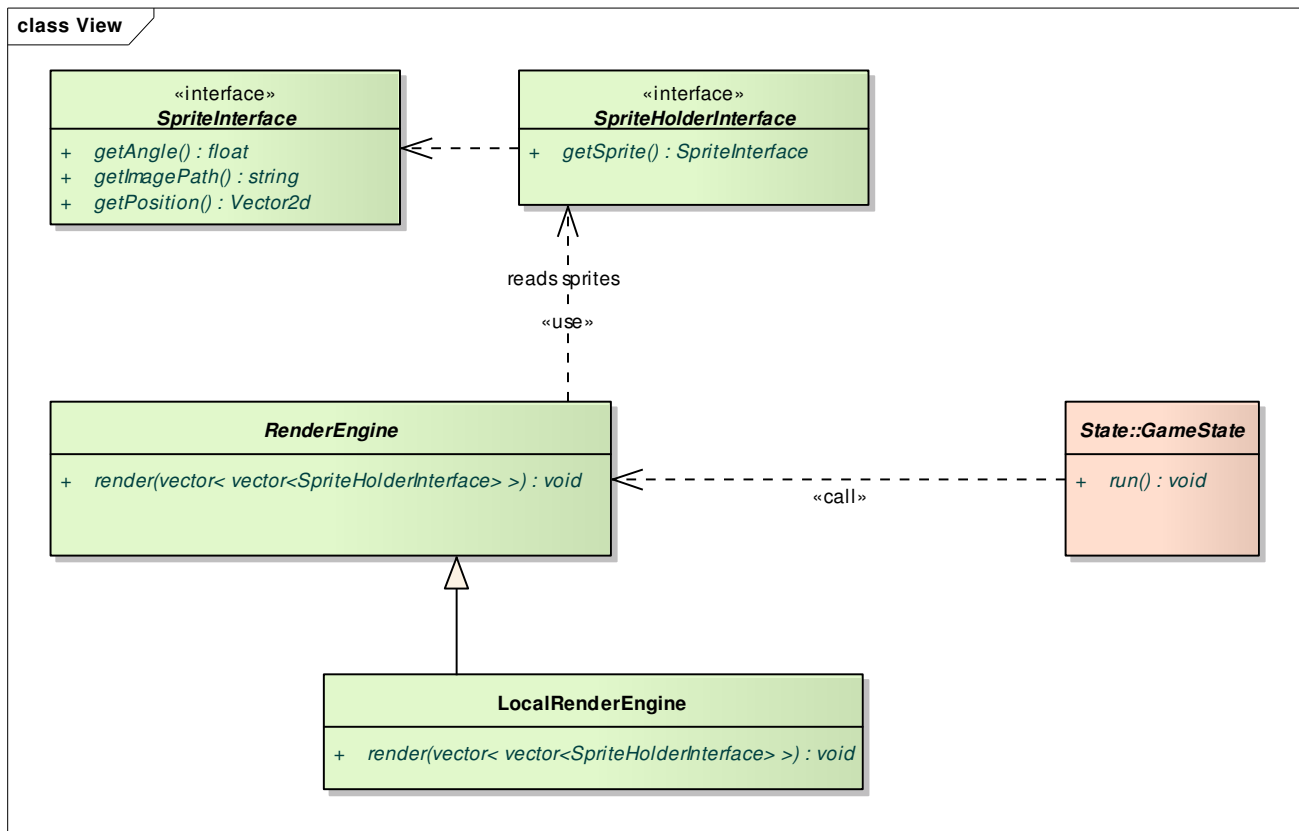 class View
«interface»
SpriteInterface
+ getAngle() : float
+ getImagePath() : string
+ getPosition() : Vector2d
«interface»
SpriteHolderInterface
+ getSprite() : SpriteInterface
reads sprites
«use»
RenderEngine
+ render(vector< vector<SpriteHolderInterface> >) : void
«call»
State::GameState
+ run() : void
LocalRenderEngine
+ render(vector< vector<SpriteHolderInterface> >) : void